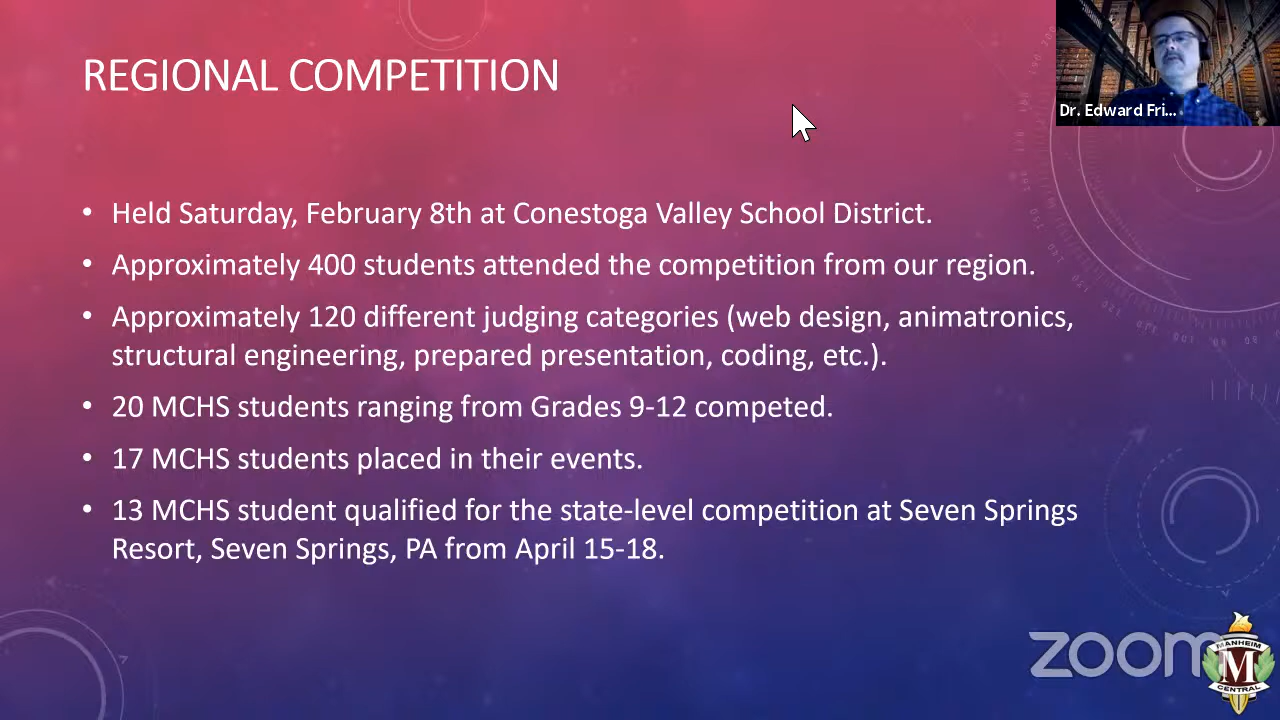 REGIONAL COMPETITION
Dr. Edward Fri...
• Held Saturday, February 8th at Conestoga Valley School District.
• Approximately 400 students attended the competition from our region.
• Approximately 120 different judging categories (web design, animatronics,
structural engineering, prepared presentation, coding, etc.).
• 20 MCHS students ranging from Grades 9-12 competed.
• 17 MCHS students placed in their events.
• 13 MCHS student qualified for the state-level competition at Seven Springs
Resort, Seven Springs, PA from April 15-18.
zoom
MANHEIM
M
CENTRAL